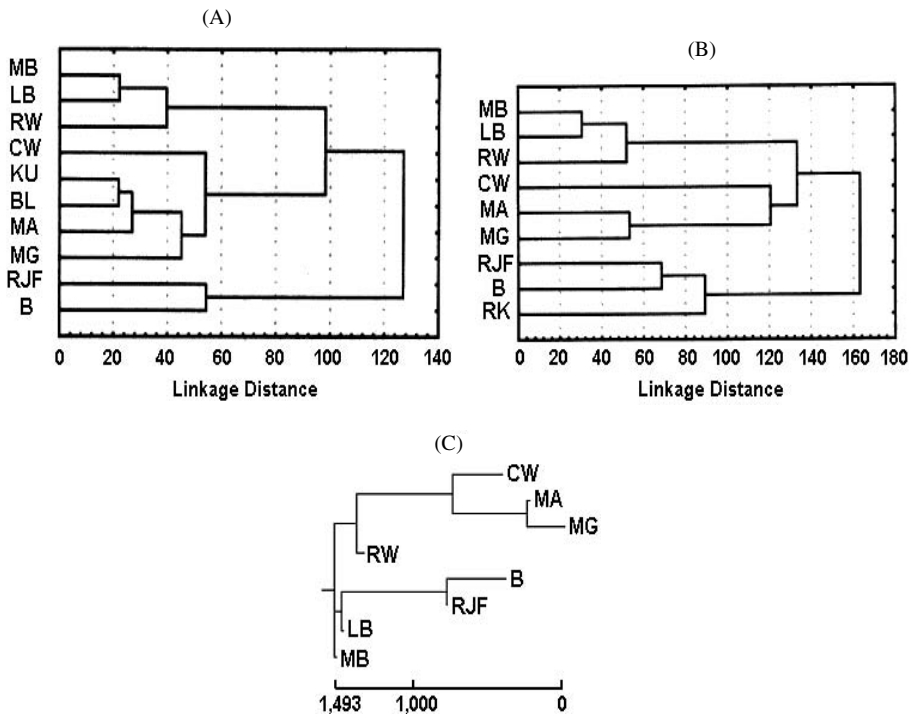 (A)
MB
LB
RW
CW
KU
BL
MA
MG
RJF
B
0 20 40 60 80 100 120 140
Linkage Distance
(B)
MB
LB
RW
CW
MA
MG
RJF
B
RK
0 20 40 60 80 100 120 140 160 180
Linkage Distance
(C)
CW
MA
MG
RW
B
RJF
LB
MB
1,493 1,000 0